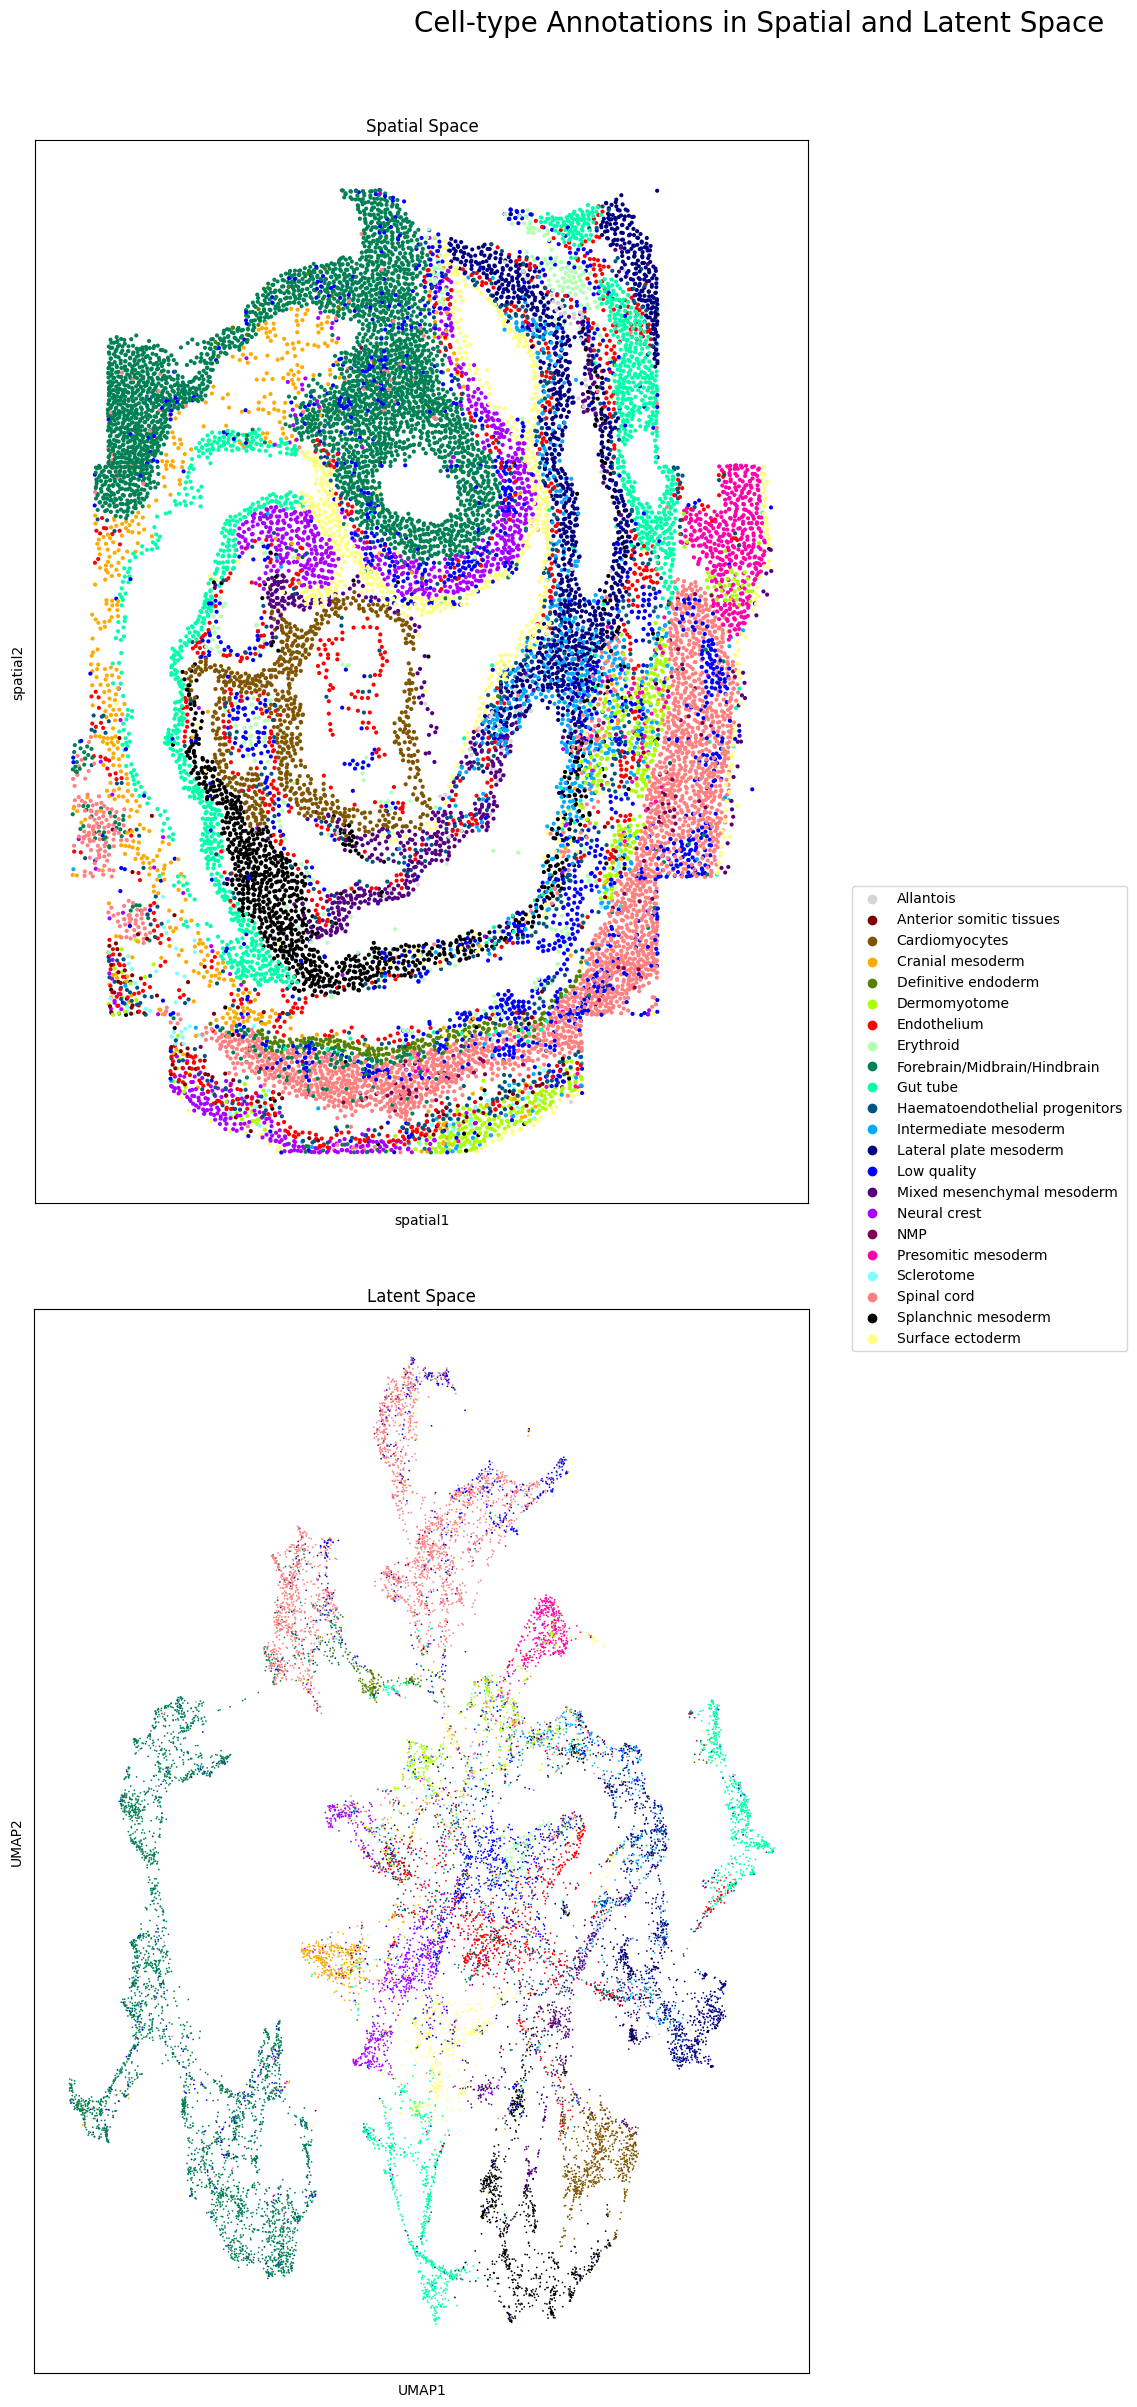 Cell-type Annotations in Spatial and Latent Space
Spatial Space
spatial2
spatial1
Allantois
Anterior somitic tissues
Cardiomyocytes
Cranial mesoderm
Definitive endoderm
Dermomyotome
Endothelium
Erythroid
Forebrain/Midbrain/Hindbrain
Gut tube
Haematoendothelial progenitors
Intermediate mesoderm
Lateral plate mesoderm
Low quality
Mixed mesenchymal mesoderm
Neural crest
NMP
Presomitic mesoderm
Sclerotome
Spinal cord
Splanchnic mesoderm
Surface ectoderm
Latent Space
UMAP2
UMAP1